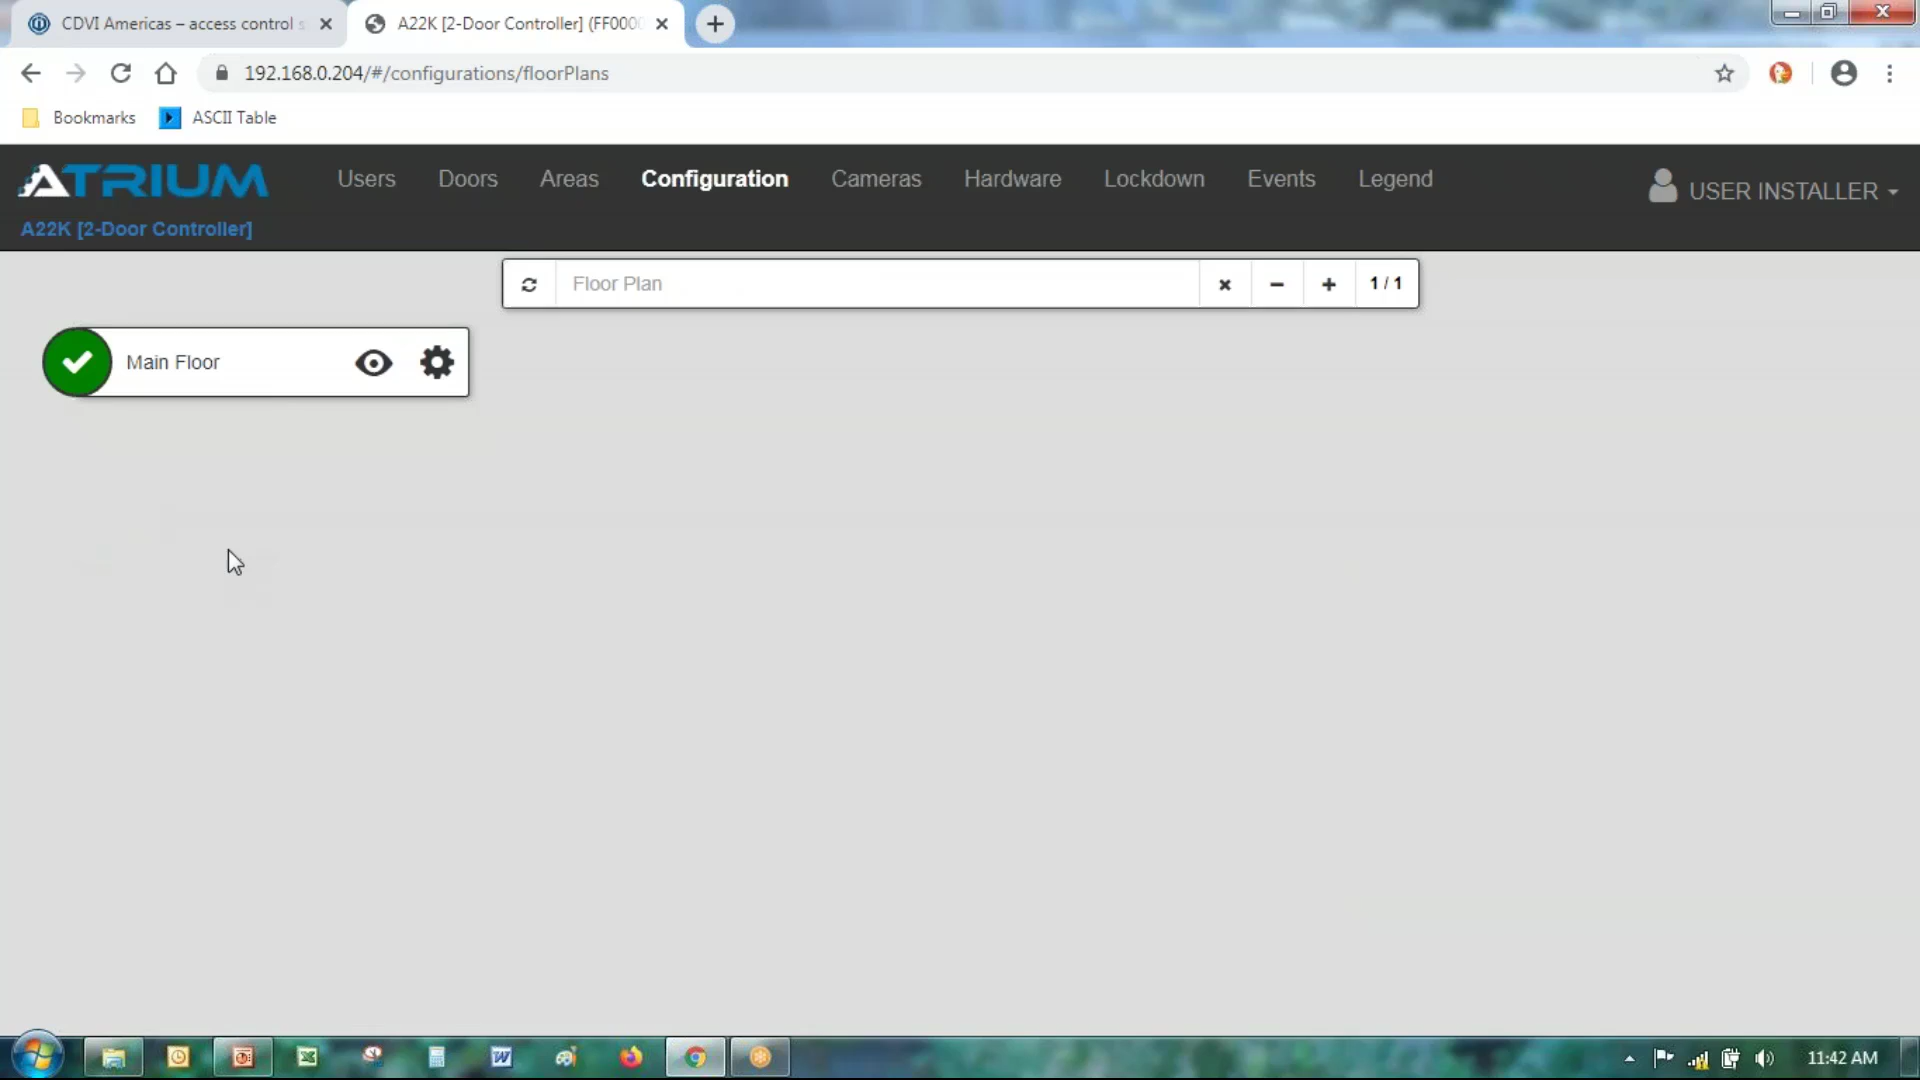 CDVI Americas – access control s
A22K [2-Door Controller] (FF000
192.168.0.204/#/configurations/floorPlans
Bookmarks
ASCII Table
ATRIUM
Users
Doors
Areas
Configuration
Cameras
Hardware
Lockdown
Events
Legend
USER INSTALLER
A22K [2-Door Controller]
Floor Plan
1 / 1
Main Floor
11:42 AM